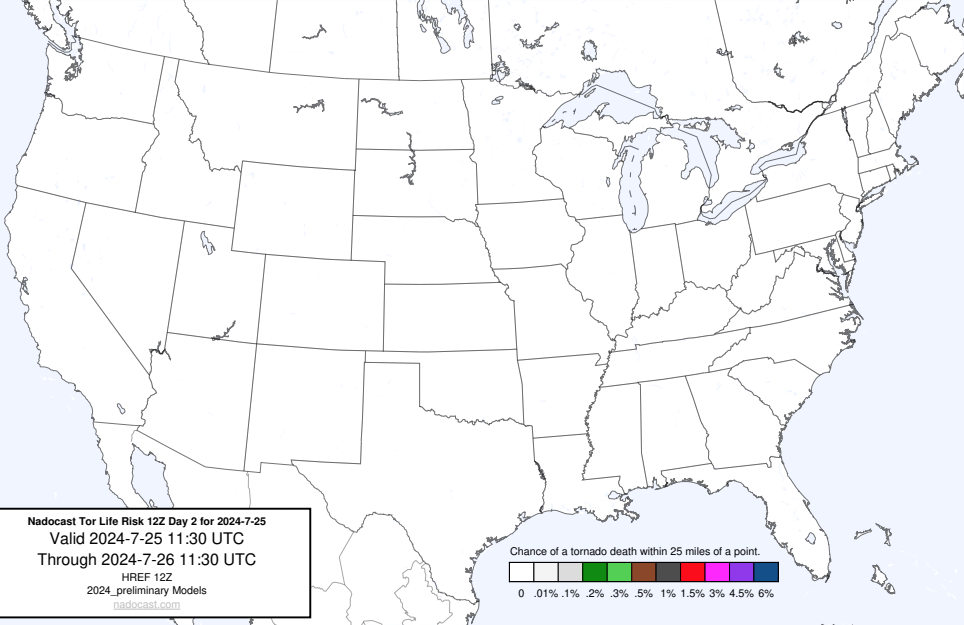 Nadocast Tor Life Risk 12Z Day 2 for 2024-7-25
Valid 2024-7-25 11:30 UTC
Through 2024-7-26 11:30 UTC
HREF 12Z
2024_preliminary Models
nadocast.com
Chance of a tornado death within 25 miles of a point.
0 .01% .1% .2% .3% .5% 1% 1.5% 3% 4.5% 6%